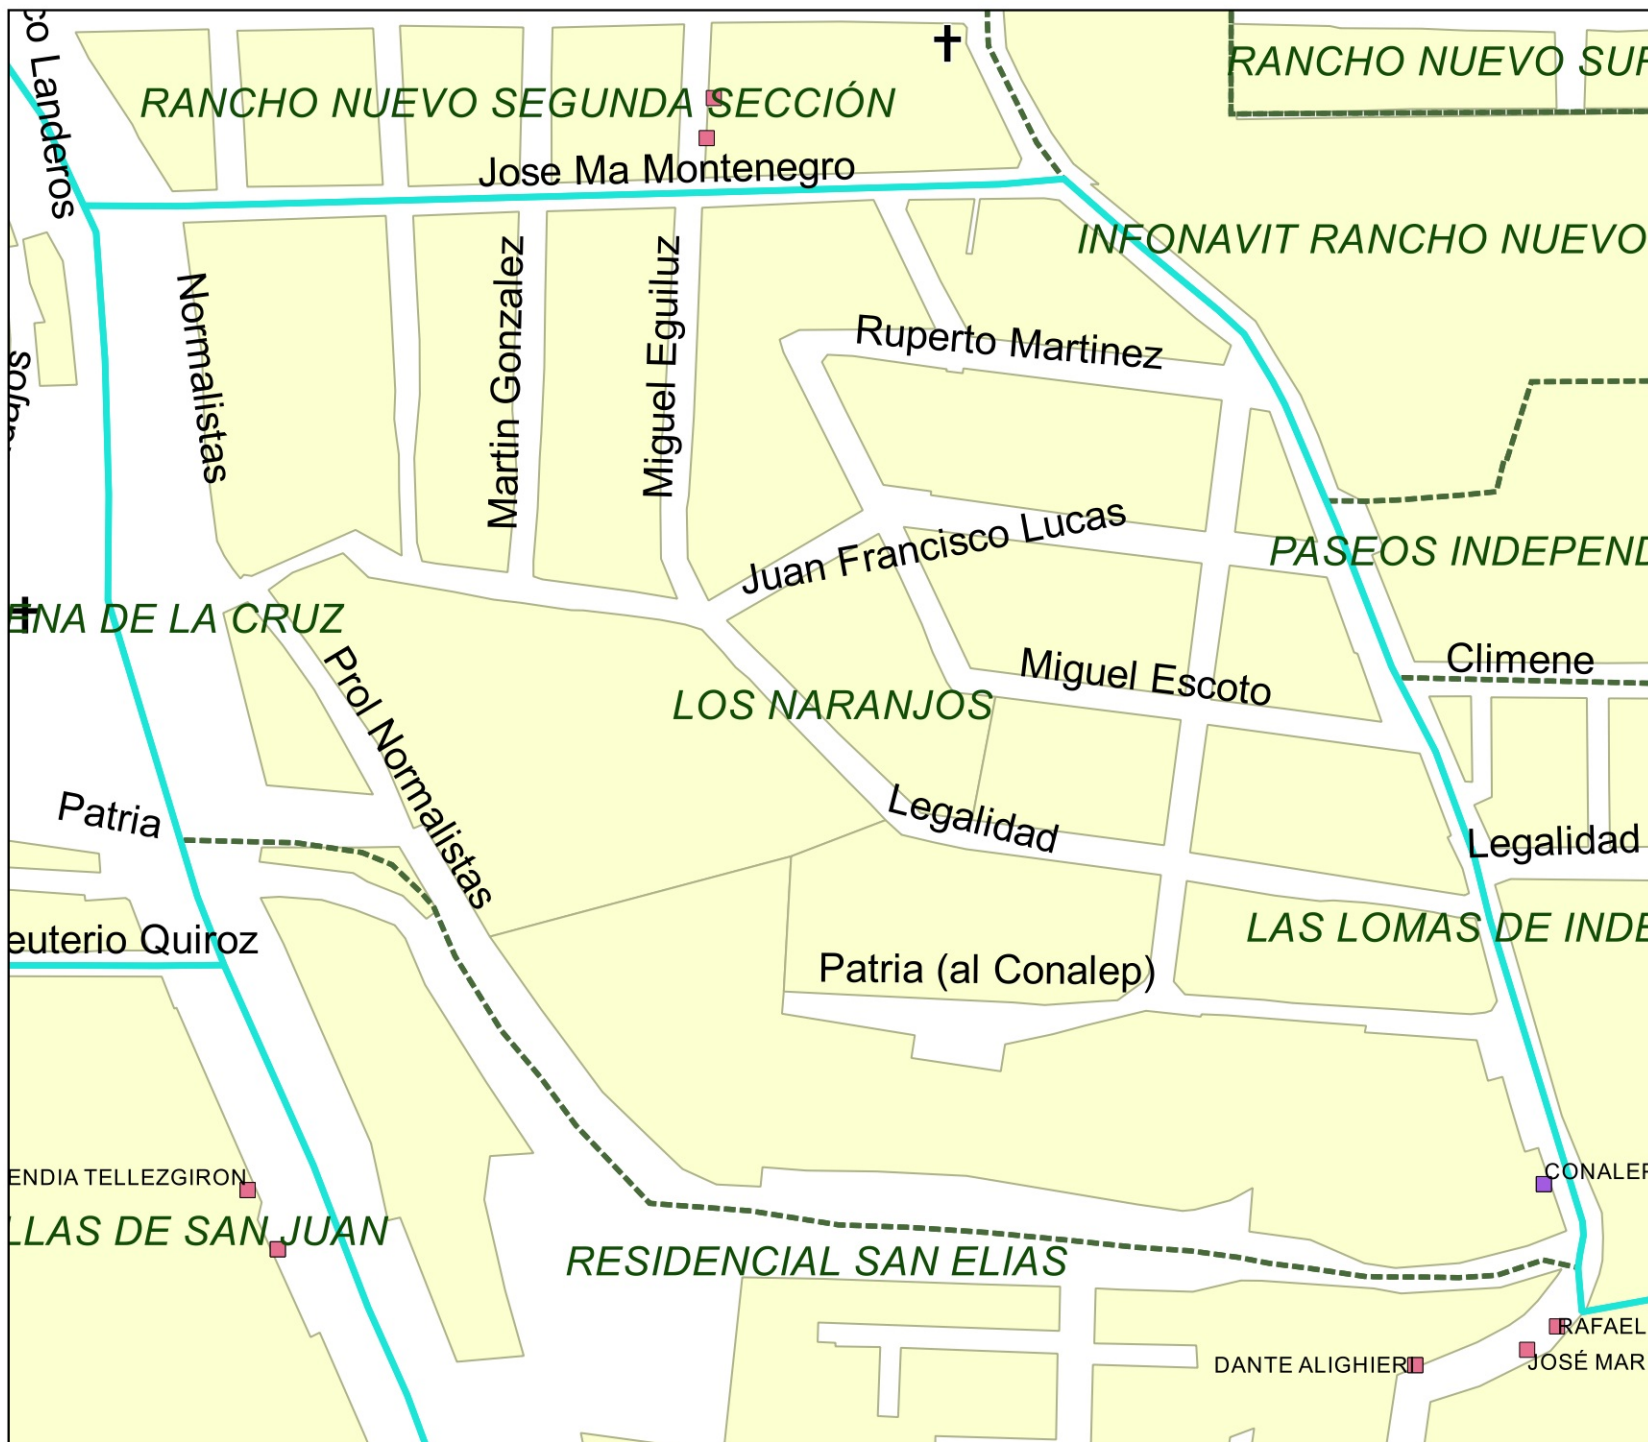 co Landeros
RANCHO NUEVO SUR
RANCHO NUEVO SEGUNDA SECCIÓN
Jose Ma Montenegro
INFONAVIT RANCHO NUEVO
Normalistas
Martin Gonzalez
Miguel Eguiluz
Ruperto Martinez
Juan Francisco Lucas
PASEOS INDEPEND
ENA DE LA CRUZ
Climene
Miguel Escoto
Prol Normalistas
LOS NARANJOS
Patria
Legalidad
Legalidad
LAS LOMAS DE INDE
euterio Quiroz
Patria (al Conalep)
CONALEP
ENDIA TELLEZGIRON
LLAS DE SAN JUAN
RESIDENCIAL SAN ELIAS
RAFAEL
DANTE ALIGHIERI
JOSÉ MAR